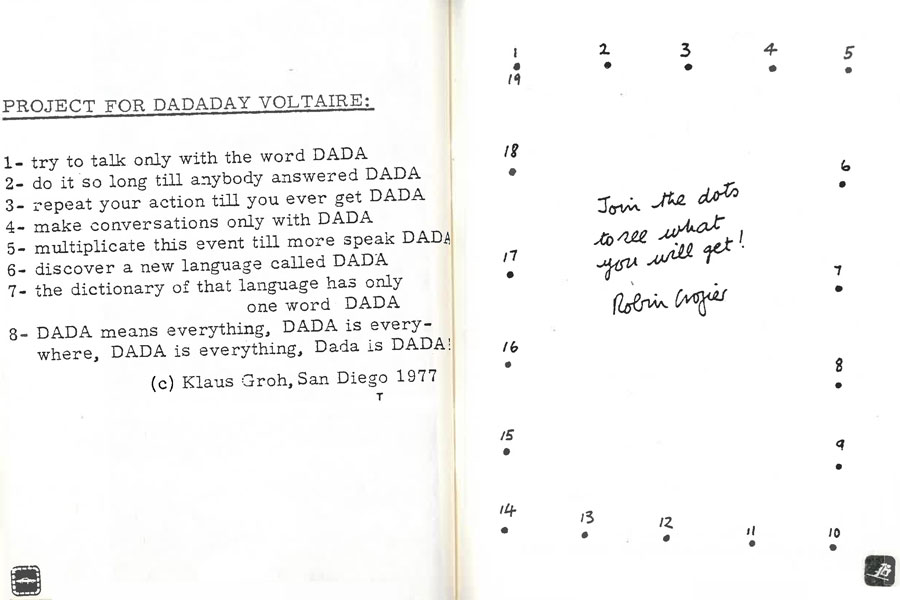 PROJECT FOR DADADAY VOLTAIRE:
1- try to talk only with the word DADA
2- do it so long till anybody answered DADA
3- repeat your action till you ever get DADA
4- make conversations only with DADA
5- multiplicate this event till more speak DADA
6- discover a new language called DADA
7- the dictionary of that language has only
one word DADA
8- DADA means everything, DADA is every-
where, DADA is everything, Dada is DADA!
(c) Klaus Groh, San Diego 1977
T
1 2 3 4 5
19
18 6
17 7
16 8
15 9
14 13 12 11 10
Join the dots
to see what
you will get!
Robin Crozier